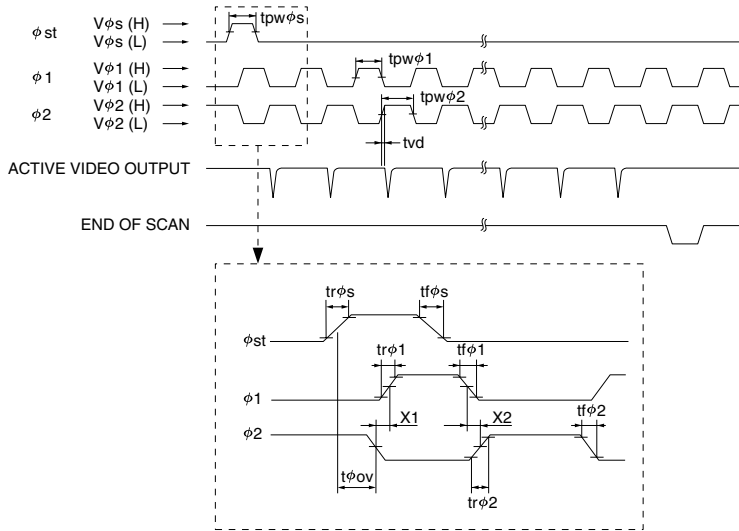 tpwφs
φst
Vφs (H)
Vφs (L)
tpwφ1
φ1
Vφ1 (H)
Vφ1 (L)
φ2
Vφ2 (H)
Vφ2 (L)
tpwφ2
tvd
ACTIVE VIDEO OUTPUT
END OF SCAN
trφs
tfφs
φst
trφ1
tfφ1
φ1
X1
X2
φ2
tfφ2
tφov
trφ2